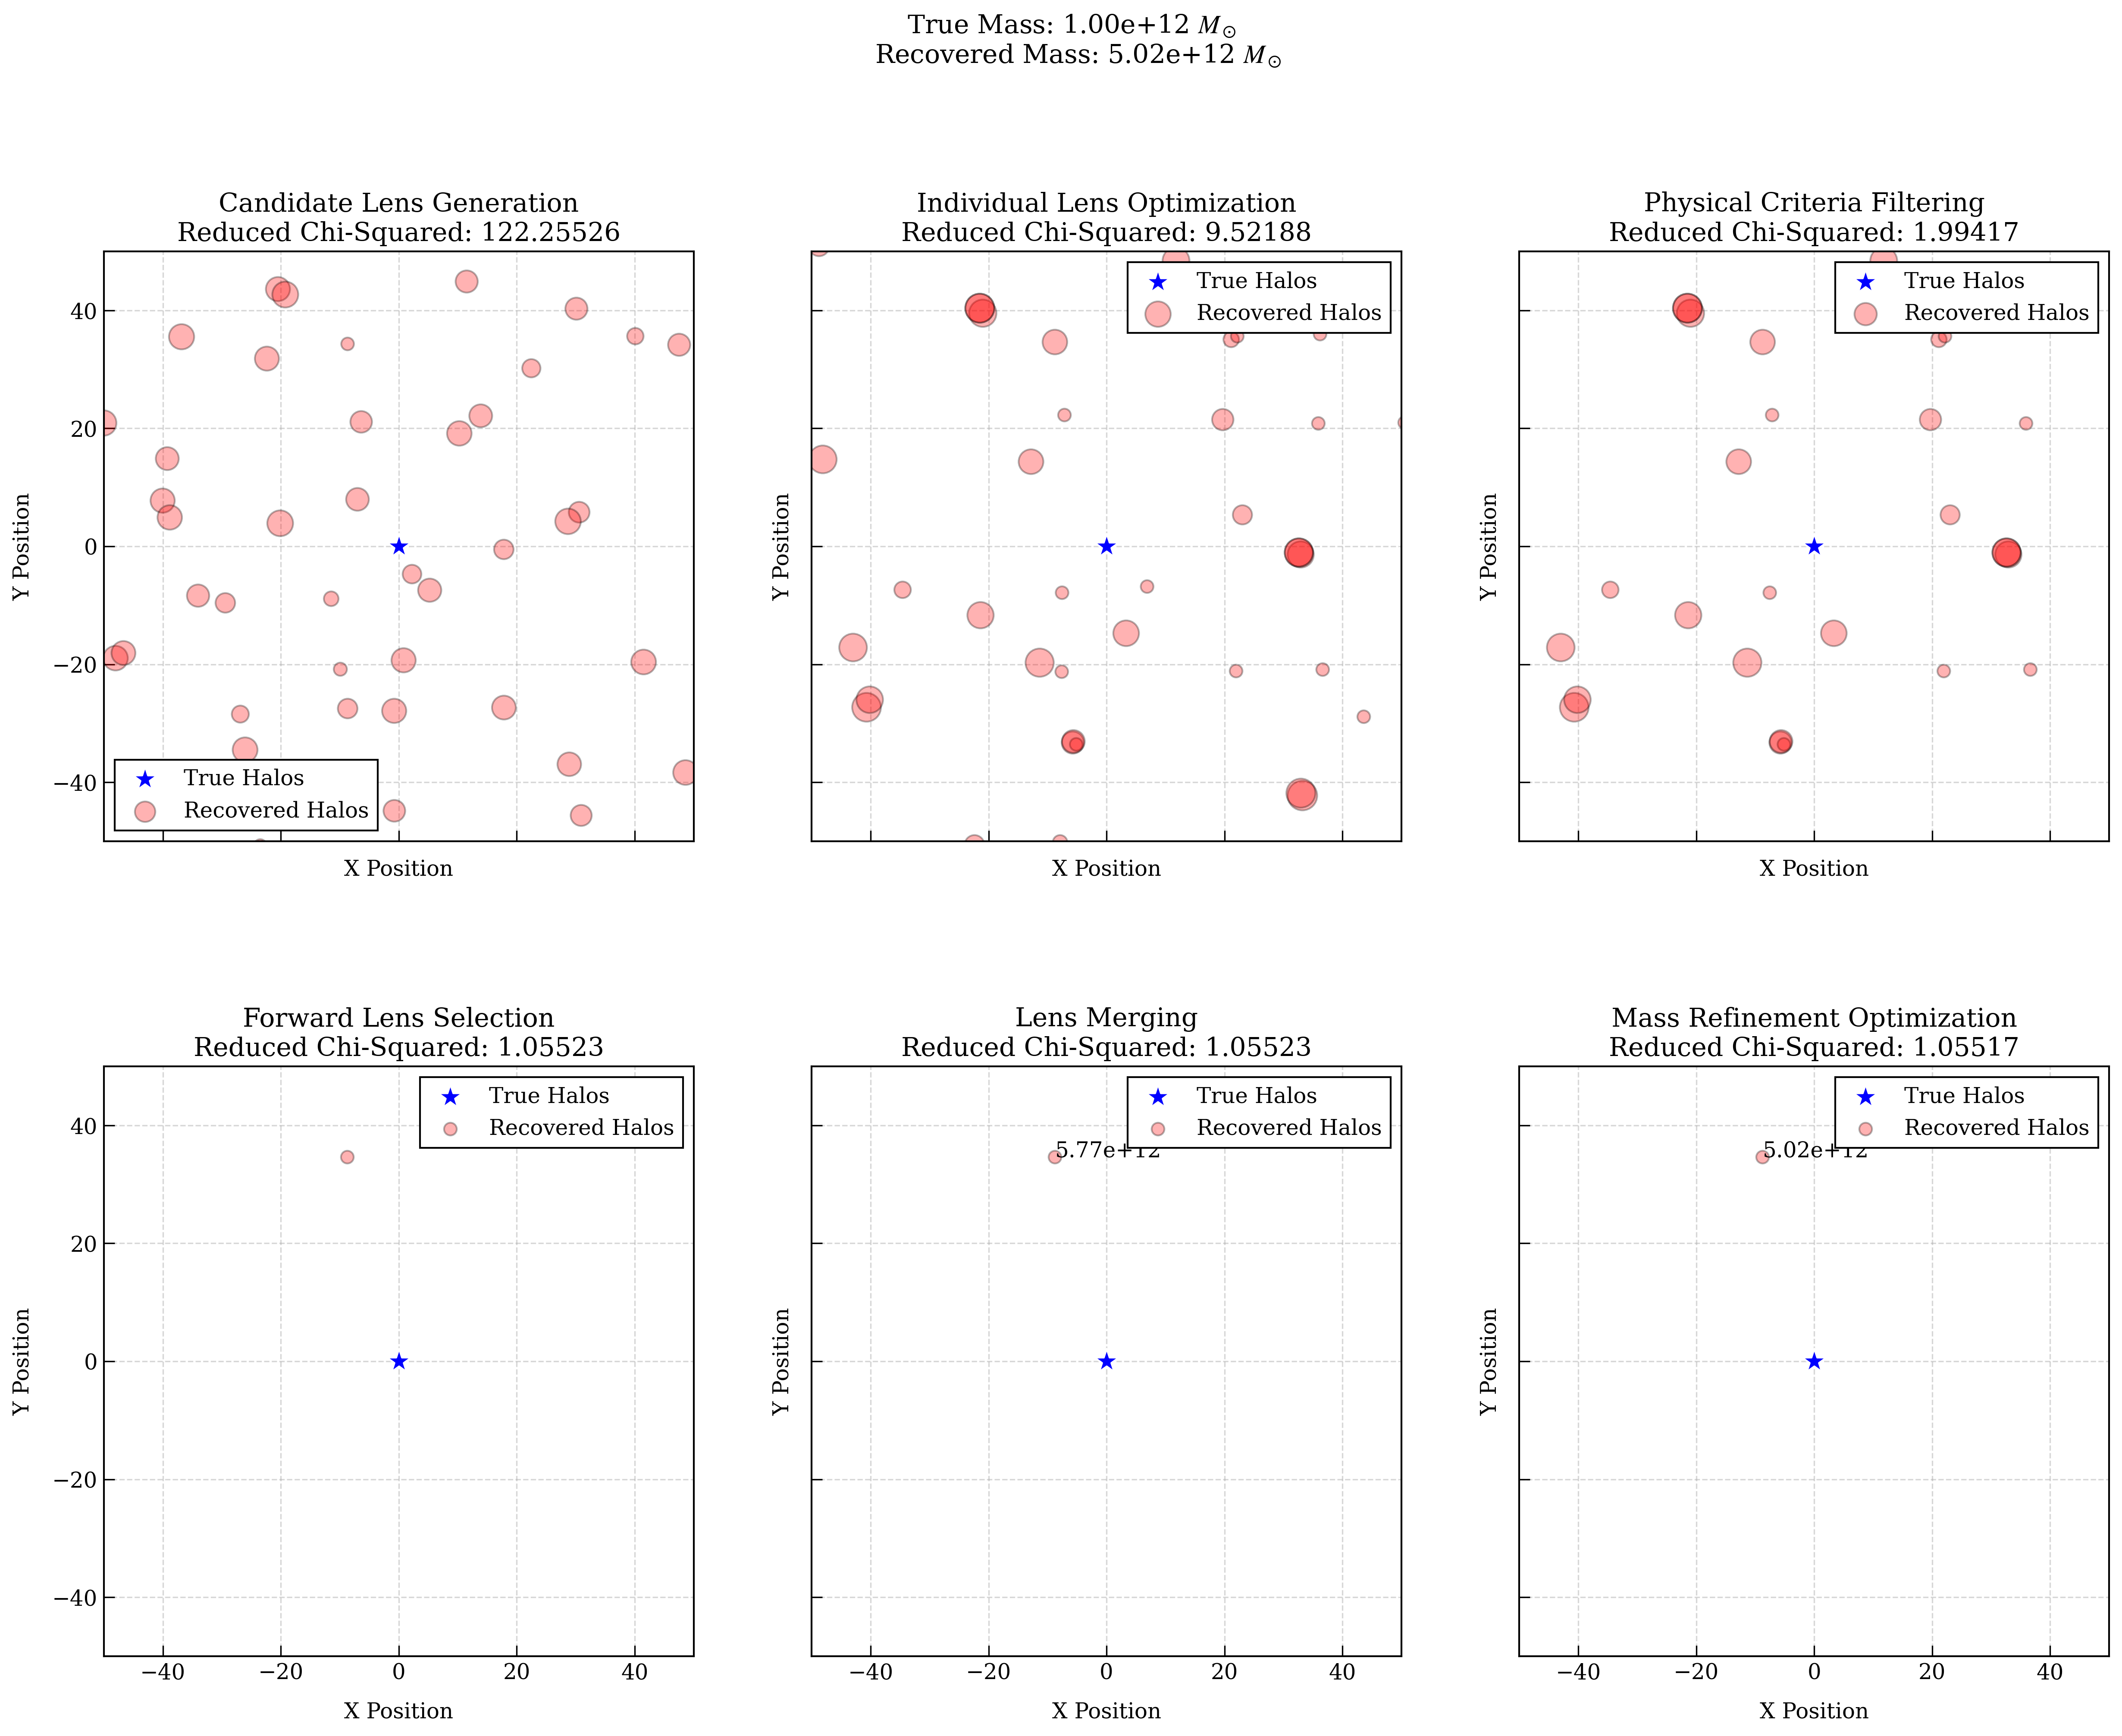 True Mass: 1.00e+12 M⊙
Recovered Mass: 5.02e+12 M⊙
Candidate Lens Generation
Reduced Chi-Squared: 122.25526
Y Position
40
20
0
−20
−40
True Halos
Recovered Halos
X Position
Individual Lens Optimization
Reduced Chi-Squared: 9.52188
Y Position
True Halos
Recovered Halos
X Position
Physical Criteria Filtering
Reduced Chi-Squared: 1.99417
Y Position
True Halos
Recovered Halos
X Position
Forward Lens Selection
Reduced Chi-Squared: 1.05523
Y Position
40
20
0
−20
−40
True Halos
Recovered Halos
−40 −20 0 20 40
X Position
Lens Merging
Reduced Chi-Squared: 1.05523
Y Position
True Halos
Recovered Halos
5.77e+12
−40 −20 0 20 40
X Position
Mass Refinement Optimization
Reduced Chi-Squared: 1.05517
Y Position
True Halos
Recovered Halos
5.02e+12
−40 −20 0 20 40
X Position